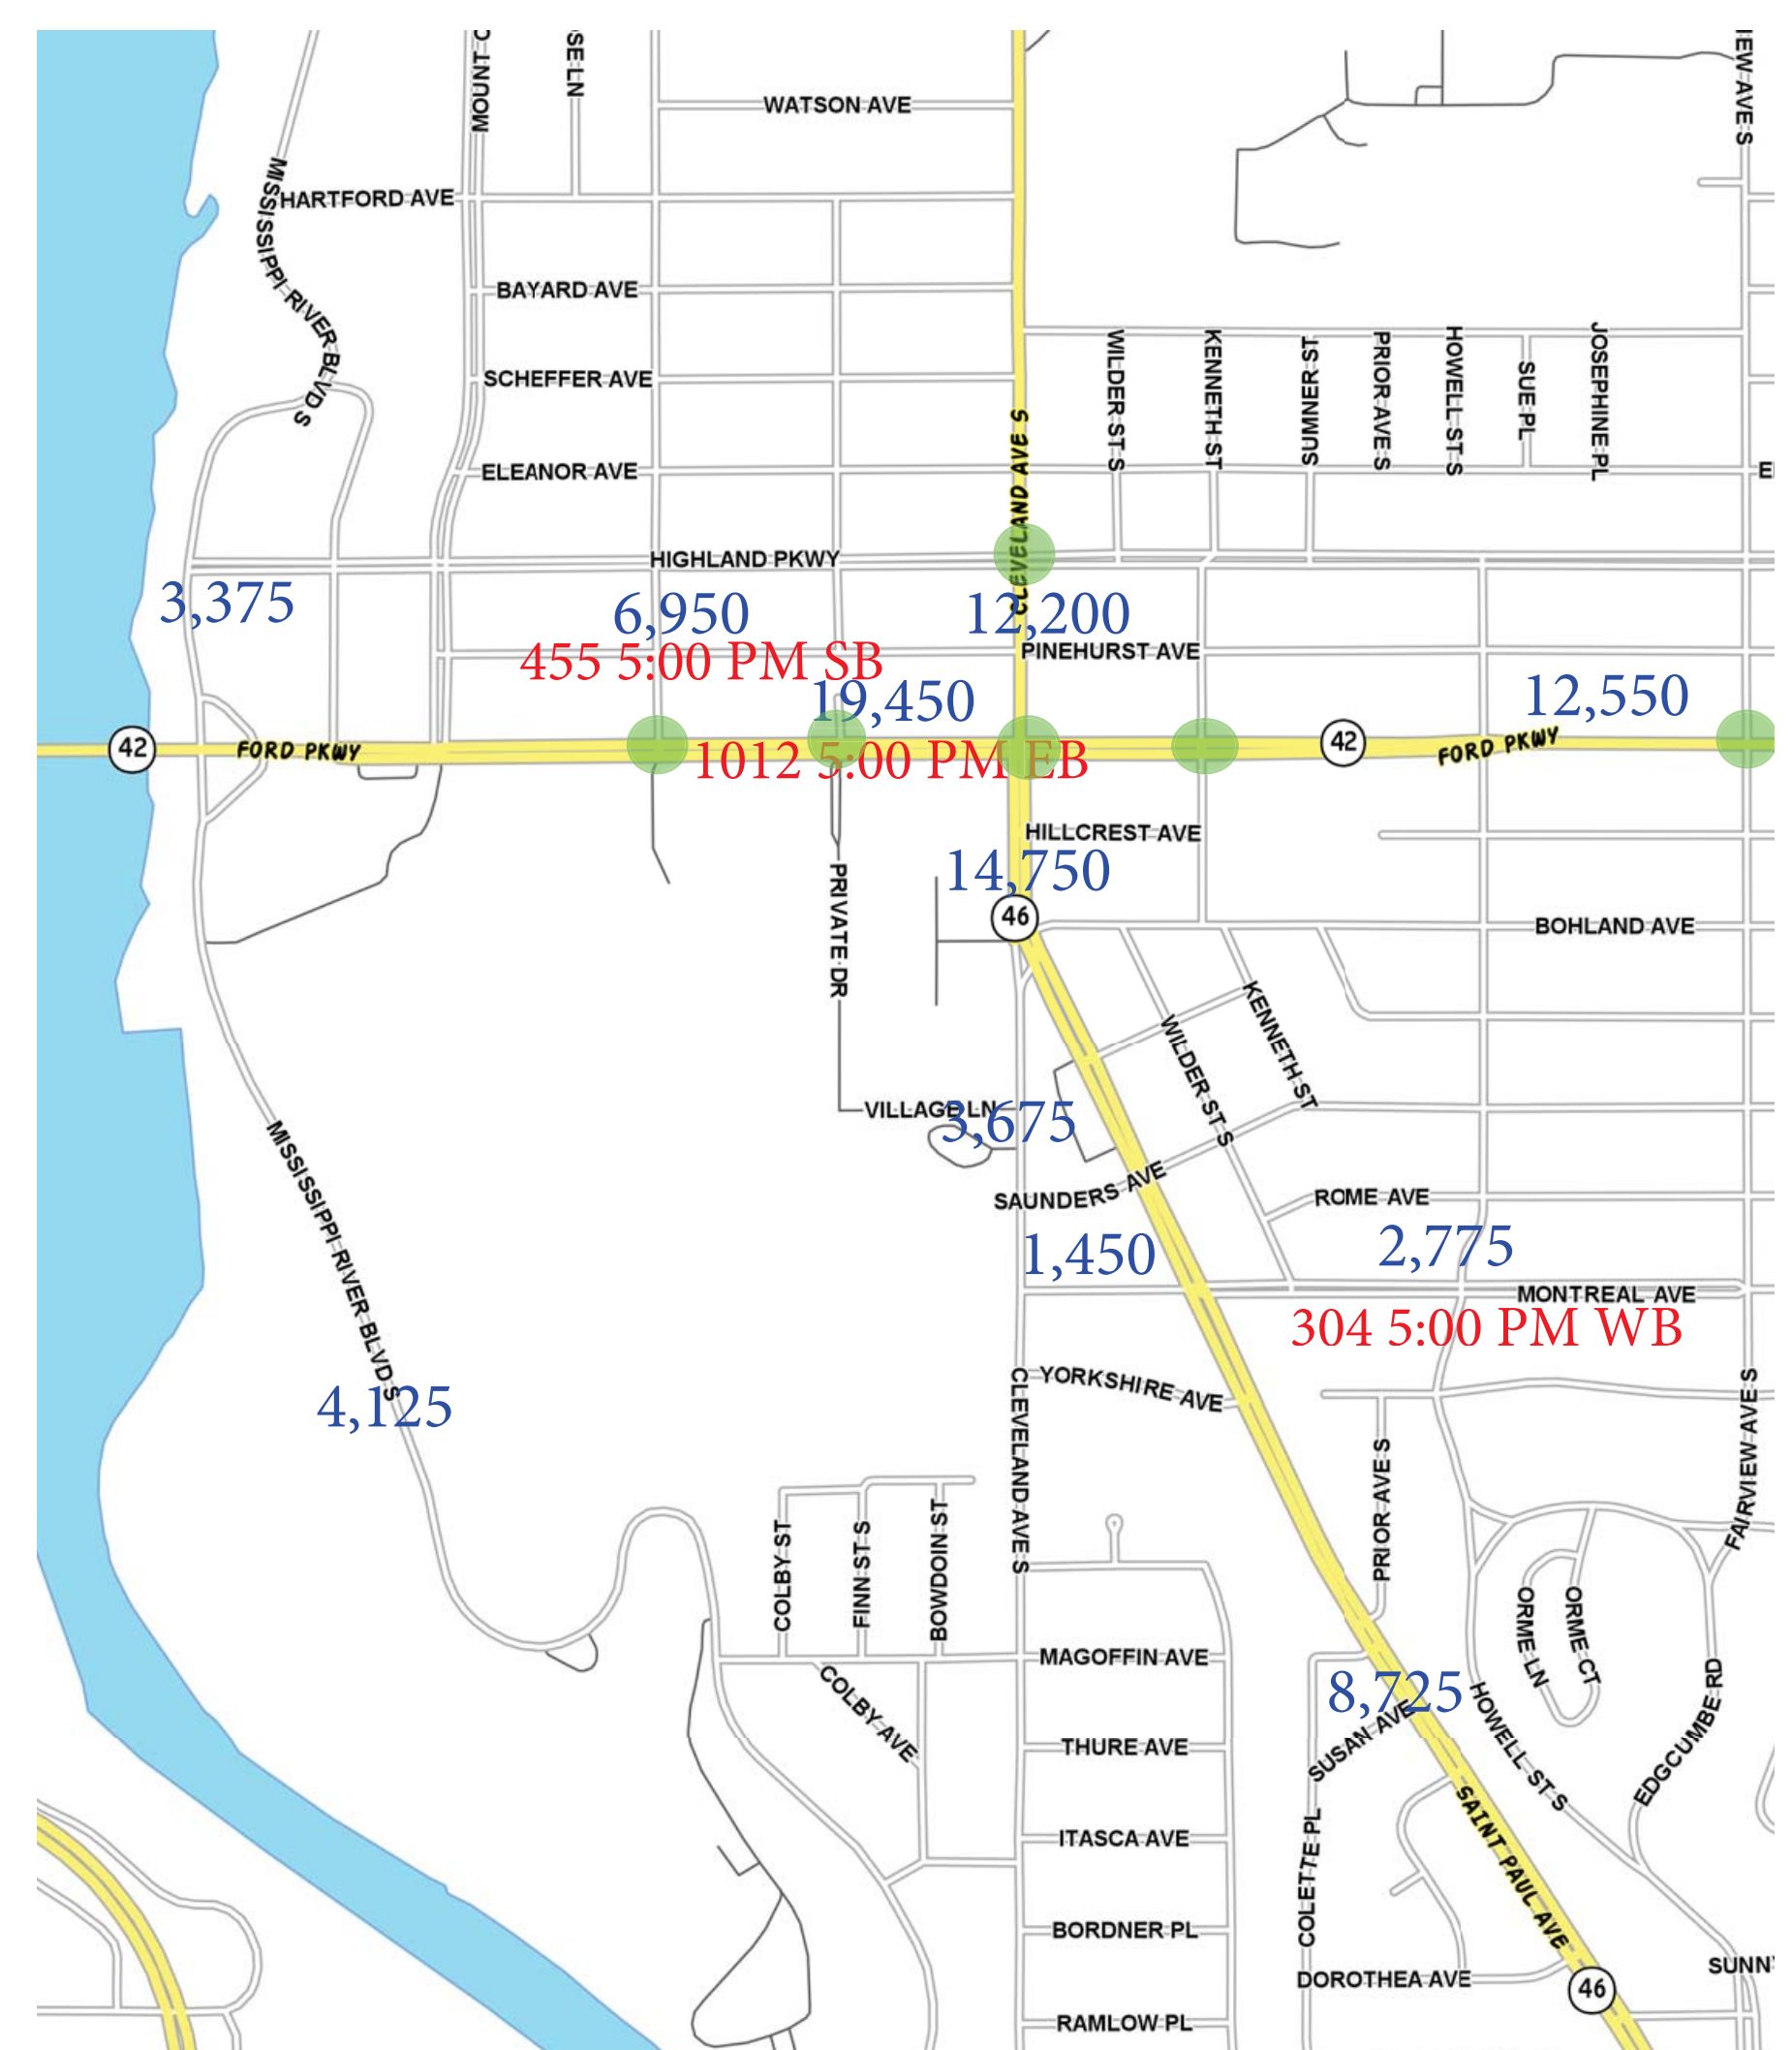 MOUNT C
SE LN
EW AVE S
WATSON AVE
MISSISSIPPI RIVER BLVD S
HARTFORD AVE
BAYARD AVE
SCHEFFER AVE
WILDER ST S
KENNETH ST
SUMNER ST
PRIOR AVE S
HOWELL ST S
SUE PL
JOSEPHINE PL
CLEVELAND AVE S
ELEANOR AVE
E
HIGHLAND PKWY
3,375
6,950
12,200
PINEHURST AVE
455 5:00 PM SB
19,450
12,550
42
FORD PKWY
1012 5:00 PM EB
42
FORD PKWY
HILLCREST AVE
14,750
46
BOHLAND AVE
PRIVATE DR
KENNETH ST
WILDER ST S
VILLAGE LN
3,675
MISSISSIPPI RIVER BLVD S
SAUNDERS AVE
ROME AVE
1,450
2,775
MONTREAL AVE
304 5:00 PM WB
YORKSHIRE AVE
CLEVELAND AVE S
FAIRVIEW AVE S
4,125
PRIOR AVE S
COLBY ST
FINN ST S
BOWDOIN ST
ORME LN
ORME CT
MAGOFFIN AVE
COLBY AVE
8,725
SUSAN AVE
HOWELL ST S
EDGCUMBE RD
THURE AVE
ITASCA AVE
COLETTE PL
SAINT PAUL AVE
BORDNER PL
DOROTHEA AVE
SUNN
46
RAMLOW PL